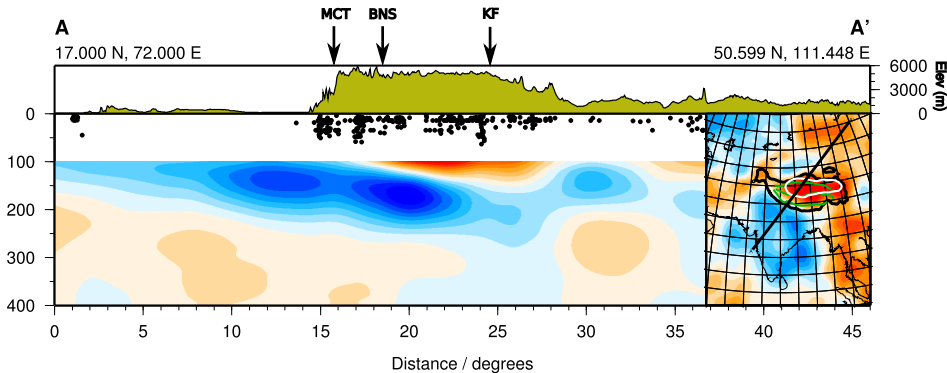 A MCT BNS KF A'
17.000 N, 72.000 E 50.599 N, 111.448 E
6000
3000
0
Elev (m)
0
100
200
300
400
0 5 10 15 20 25 30 35 40 45
Distance / degrees